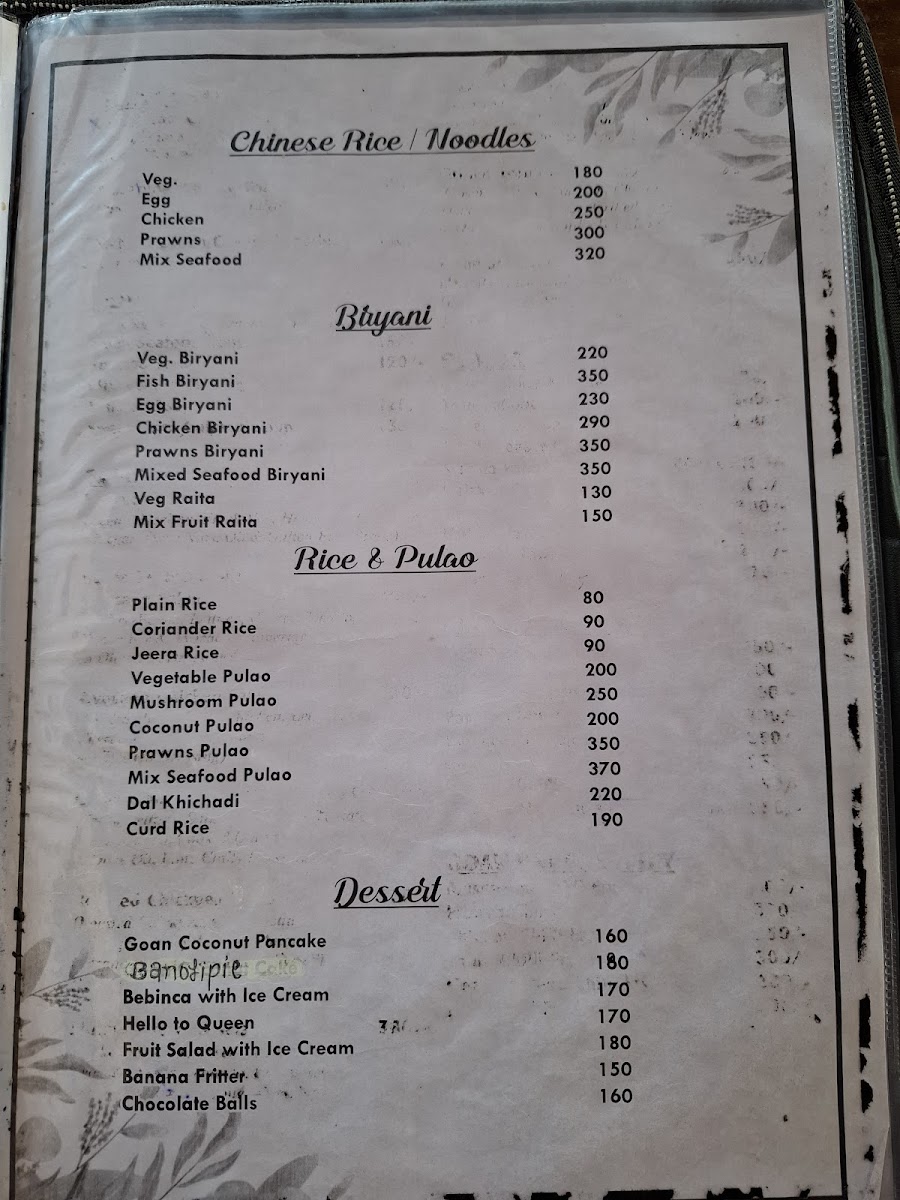 Chinese Rice / Noodles
Veg. 180
Egg 200
Chicken 250
Prawns 300
Mix Seafood 320
Biryani
Veg. Biryani 220
Fish Biryani 350
Egg Biryani 230
Chicken Biryani 290
Prawns Biryani 350
Mixed Seafood Biryani 350
Veg Raita 130
Mix Fruit Raita 150
Rice & Pulao
Plain Rice 80
Coriander Rice 90
Jeera Rice 90
Vegetable Pulao 200
Mushroom Pulao 250
Coconut Pulao 200
Prawns Pulao 350
Mix Seafood Pulao 370
Dal Khichadi 220
Curd Rice 190
Dessert
Goan Coconut Pancake 160
Banofipie 180
Bebinca with Ice Cream 170
Hello to Queen 170
Fruit Salad with Ice Cream 180
Banana Fritter 150
Chocolate Balls 160